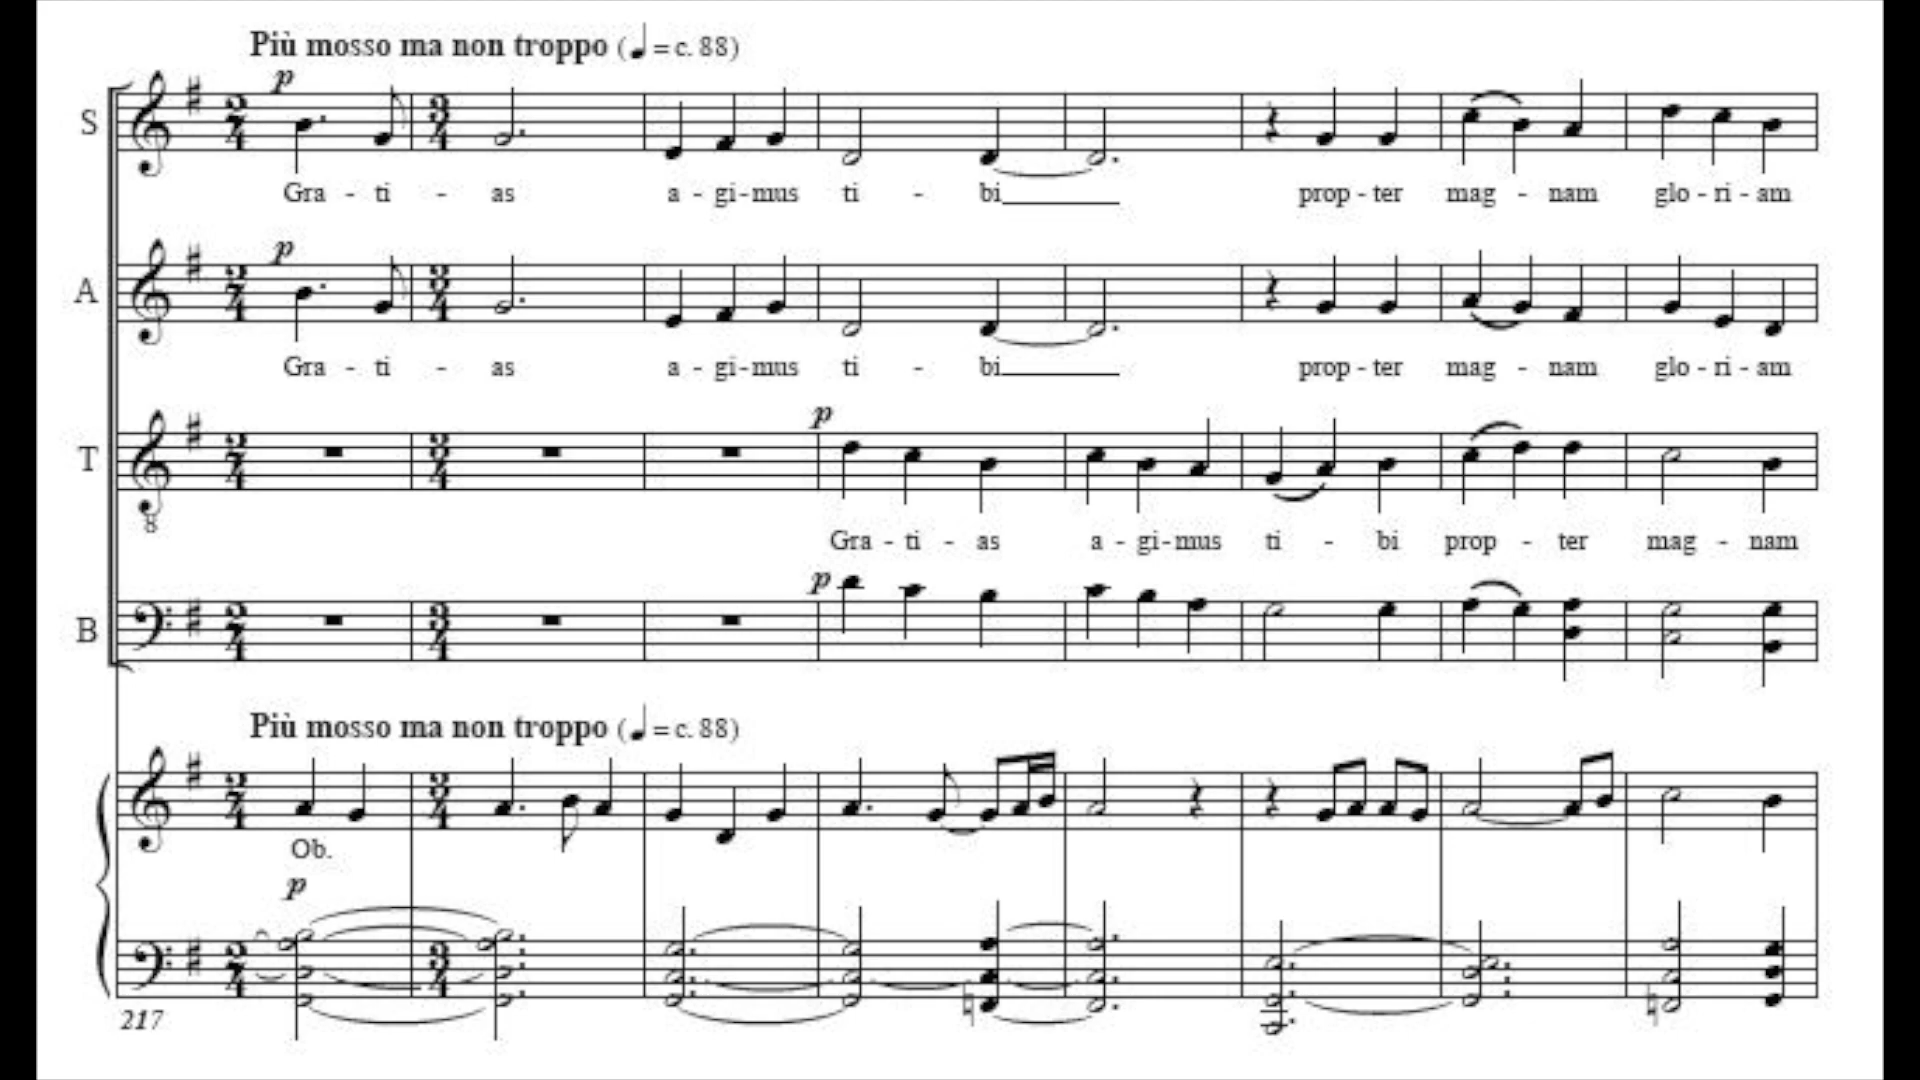 Più mosso ma non troppo (♩ = c. 88)
p
S
Gra - ti - as a - gi - mus ti - bi prop - ter mag - nam glo - ri - am
p
A
Gra - ti - as a - gi - mus ti - bi prop - ter mag - nam glo - ri - am
p
T
8
Gra - ti - as a - gi - mus ti - bi prop - ter mag - nam
p
B
Più mosso ma non troppo (♩ = c. 88)
Ob.
p
217